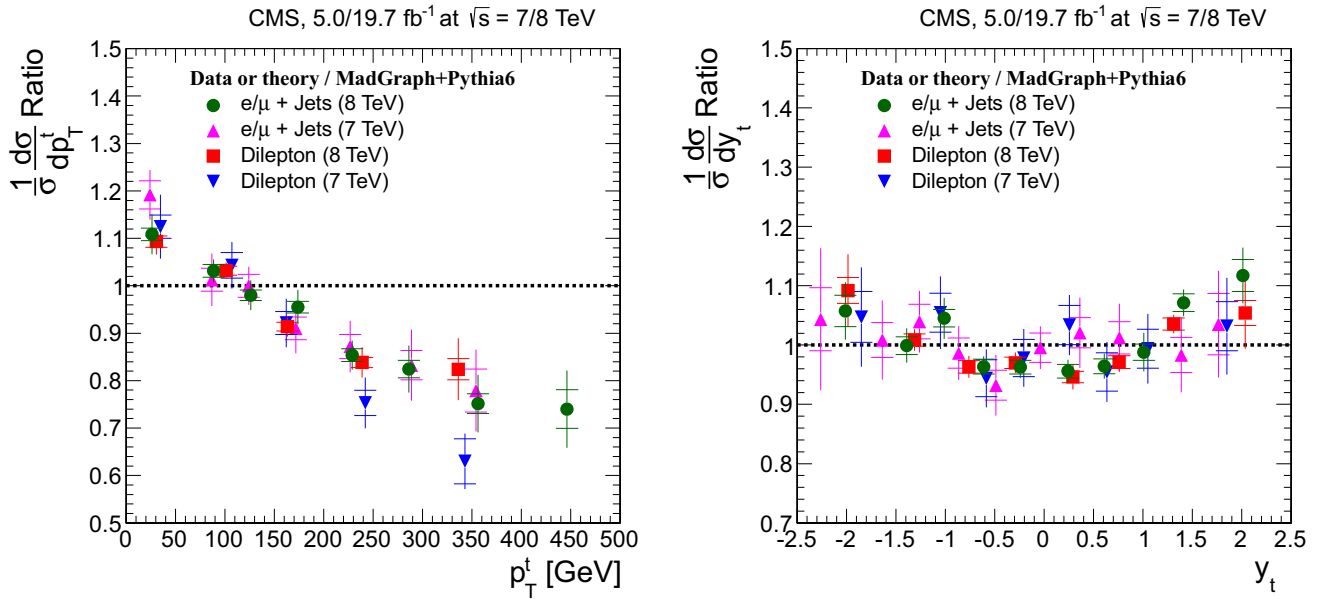 CMS, 5.0/19.7 fb⁻¹ at √s = 7/8 TeV
1/σ dσ/dp_T^t Ratio
Data or theory / MadGraph+Pythia6
e/μ + Jets (8 TeV)
e/μ + Jets (7 TeV)
Dilepton (8 TeV)
Dilepton (7 TeV)
1.5
1.4
1.3
1.2
1.1
1
0.9
0.8
0.7
0.6
0.5
0 50 100 150 200 250 300 350 400 450 500
p_T^t [GeV]
CMS, 5.0/19.7 fb⁻¹ at √s = 7/8 TeV
1/σ dσ/dy_t Ratio
Data or theory / MadGraph+Pythia6
e/μ + Jets (8 TeV)
e/μ + Jets (7 TeV)
Dilepton (8 TeV)
Dilepton (7 TeV)
1.5
1.4
1.3
1.2
1.1
1
0.9
0.8
0.7
-2.5 -2 -1.5 -1 -0.5 0 0.5 1 1.5 2 2.5
y_t